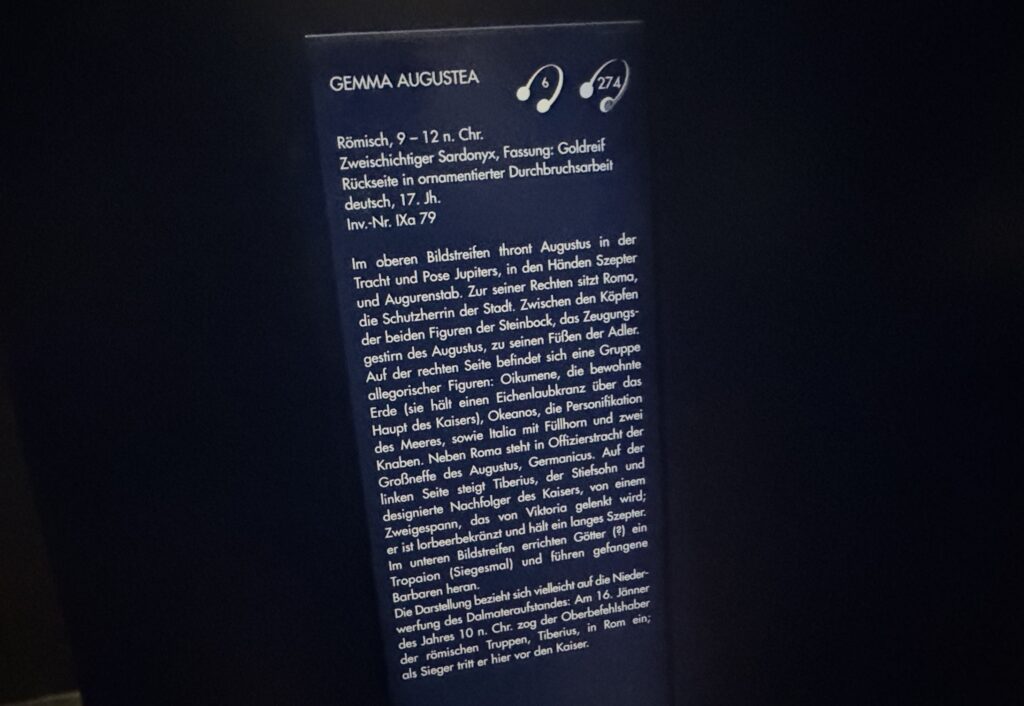 GEMMA AUGUSTEA 6 274
Römisch, 9 – 12 n. Chr.
Zweischichtiger Sardonyx, Fassung: Goldreif
Rückseite in ornamentierter Durchbruchsarbeit
deutsch, 17. Jh.
Inv.-Nr. IXa 79
Im oberen Bildstreifen thront Augustus in der
Tracht und Pose Jupiters, in den Händen Szepter
und Augurenstab. Zur seiner Rechten sitzt Roma,
die Schutzherrin der Stadt. Zwischen den Köpfen
der beiden Figuren der Steinbock, das Zeugungs-
gestirn des Augustus, zu seinen Füßen der Adler.
Auf der rechten Seite befindet sich eine Gruppe
allegorischer Figuren: Oikumene, die bewohnte
Erde (sie hält einen Eichenlaubkranz über das
Haupt des Kaisers), Okeanos, die Personifikation
des Meeres, sowie Italia mit Füllhorn und zwei
Knaben. Neben Roma steht in Offizierstracht der
Großneffe des Augustus, Germanicus. Auf der
linken Seite steigt Tiberius, der Stiefsohn und
designierte Nachfolger des Kaisers, von einem
Zweigespann, das von Viktoria gelenkt wird;
er ist lorbeerbekränzt und hält ein langes Szepter.
Im unteren Bildstreifen errichten Götter (?) ein
Tropaion (Siegesmal) und führen gefangene
Barbaren heran.
Die Darstellung bezieht sich vielleicht auf die Nieder-
werfung des Dalmateraufstandes: Am 16. Jänner
des Jahres 10 n. Chr. zog der Oberbefehlshaber
der römischen Truppen, Tiberius, in Rom ein;
als Sieger tritt er hier vor den Kaiser.